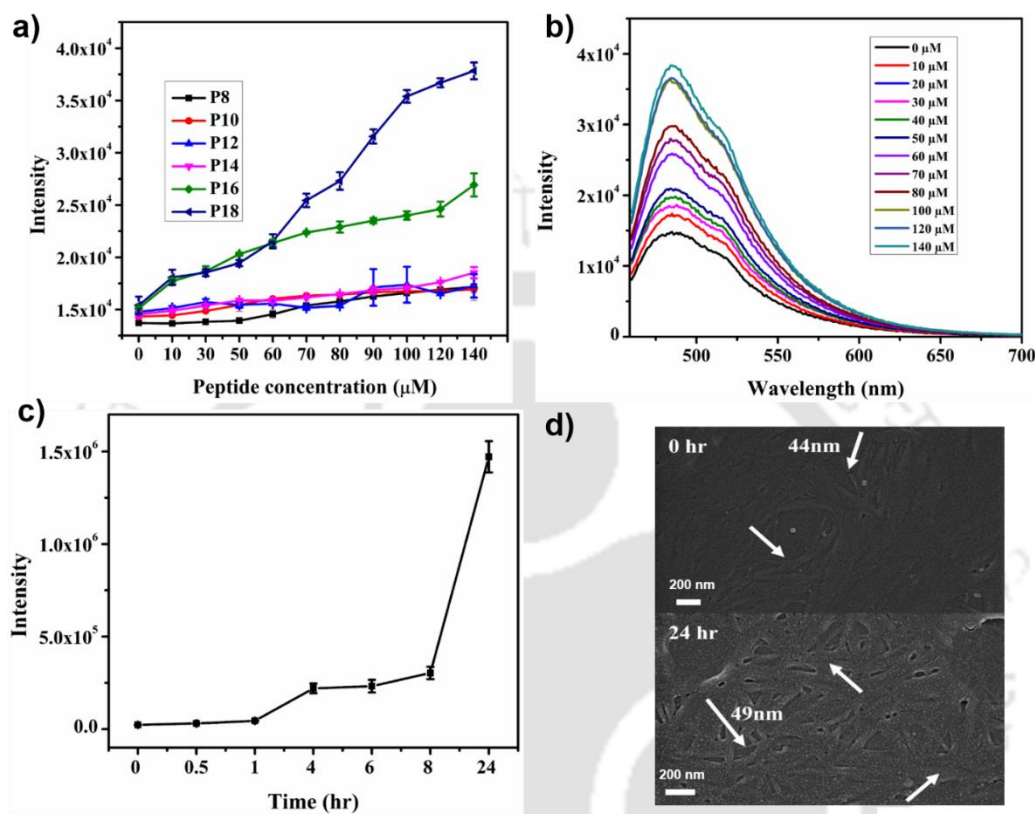 a)
4.0x10⁴
3.5x10⁴
3.0x10⁴
2.5x10⁴
2.0x10⁴
1.5x10⁴
Intensity
P8
P10
P12
P14
P16
P18
0 10 30 50 60 70 80 90 100 120 140
Peptide concentration (µM)
b)
4x10⁴
3x10⁴
2x10⁴
1x10⁴
0
Intensity
0 µM
10 µM
20 µM
30 µM
40 µM
50 µM
60 µM
70 µM
80 µM
100 µM
120 µM
140 µM
500 550 600 650 700
Wavelength (nm)
c)
1.5x10⁶
1.0x10⁶
5.0x10⁵
0.0
Intensity
0 0.5 1 4 6 8 24
Time (hr)
d)
0 hr
44nm
200 nm
24 hr
49nm
200 nm